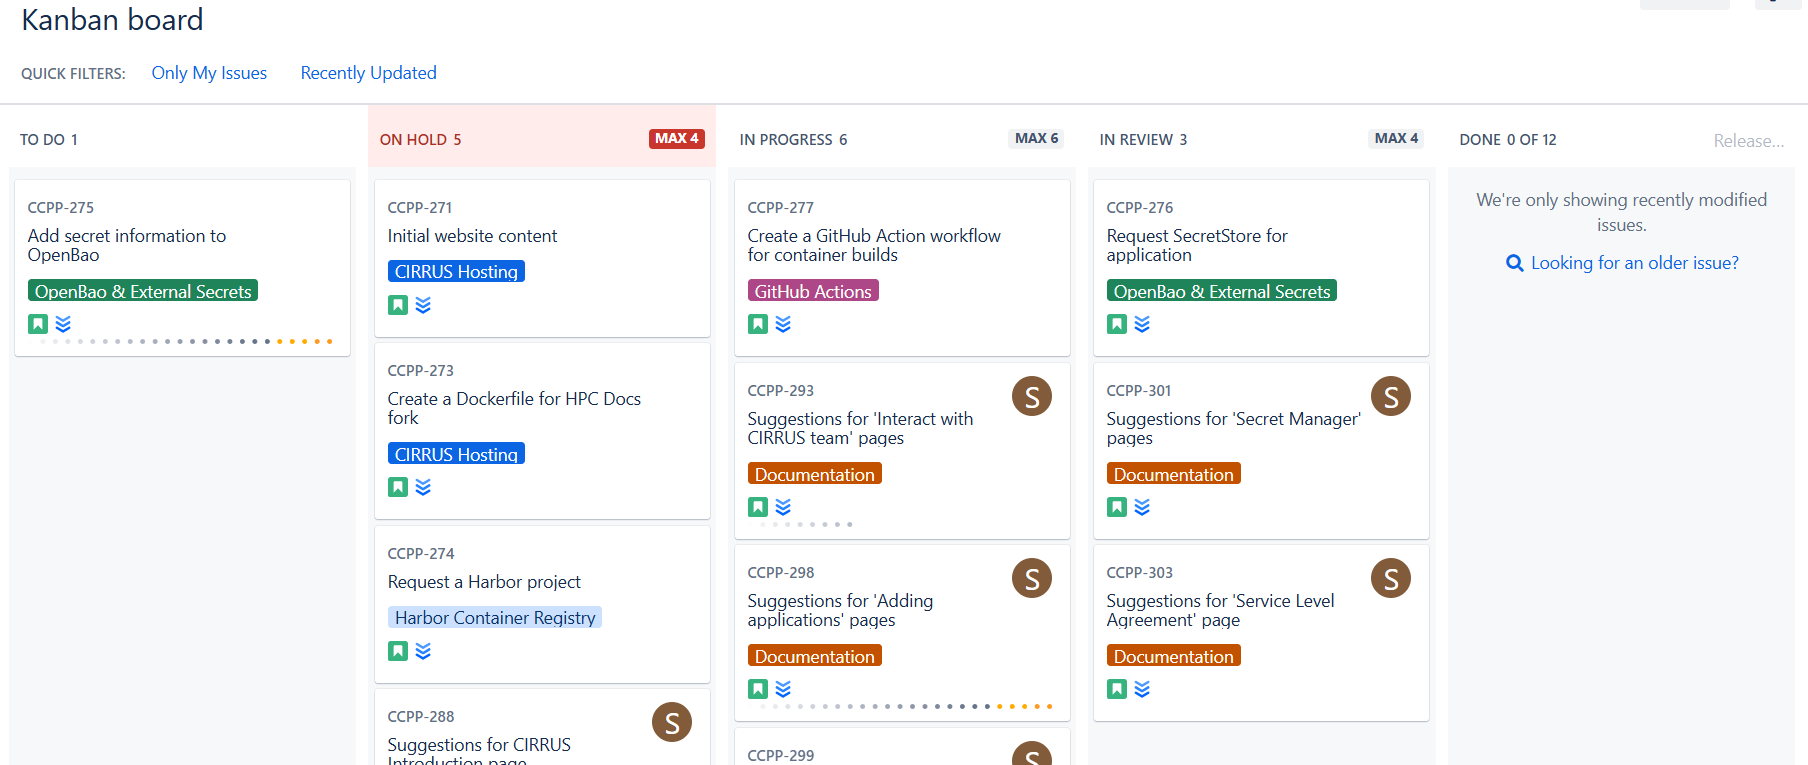 Kanban board
QUICK FILTERS: Only My Issues Recently Updated
TO DO 1
ON HOLD 5 MAX 4
IN PROGRESS 6 MAX 6
IN REVIEW 3 MAX 4
DONE 0 OF 12 Release...
CCPP-275
Add secret information to
OpenBao
OpenBao & External Secrets
CCPP-271
Initial website content
CIRRUS Hosting
CCPP-273
Create a Dockerfile for HPC Docs
fork
CIRRUS Hosting
CCPP-274
Request a Harbor project
Harbor Container Registry
CCPP-288
S
Suggestions for CIRRUS
Introduction page
CCPP-277
Create a GitHub Action workflow
for container builds
GitHub Actions
CCPP-293
S
Suggestions for 'Interact with
CIRRUS team' pages
Documentation
CCPP-298
S
Suggestions for 'Adding
applications' pages
Documentation
CCPP-299
S
CCPP-276
Request SecretStore for
application
OpenBao & External Secrets
CCPP-301
S
Suggestions for 'Secret Manager'
pages
Documentation
CCPP-303
S
Suggestions for 'Service Level
Agreement' page
Documentation
We're only showing recently modified
issues.
Looking for an older issue?